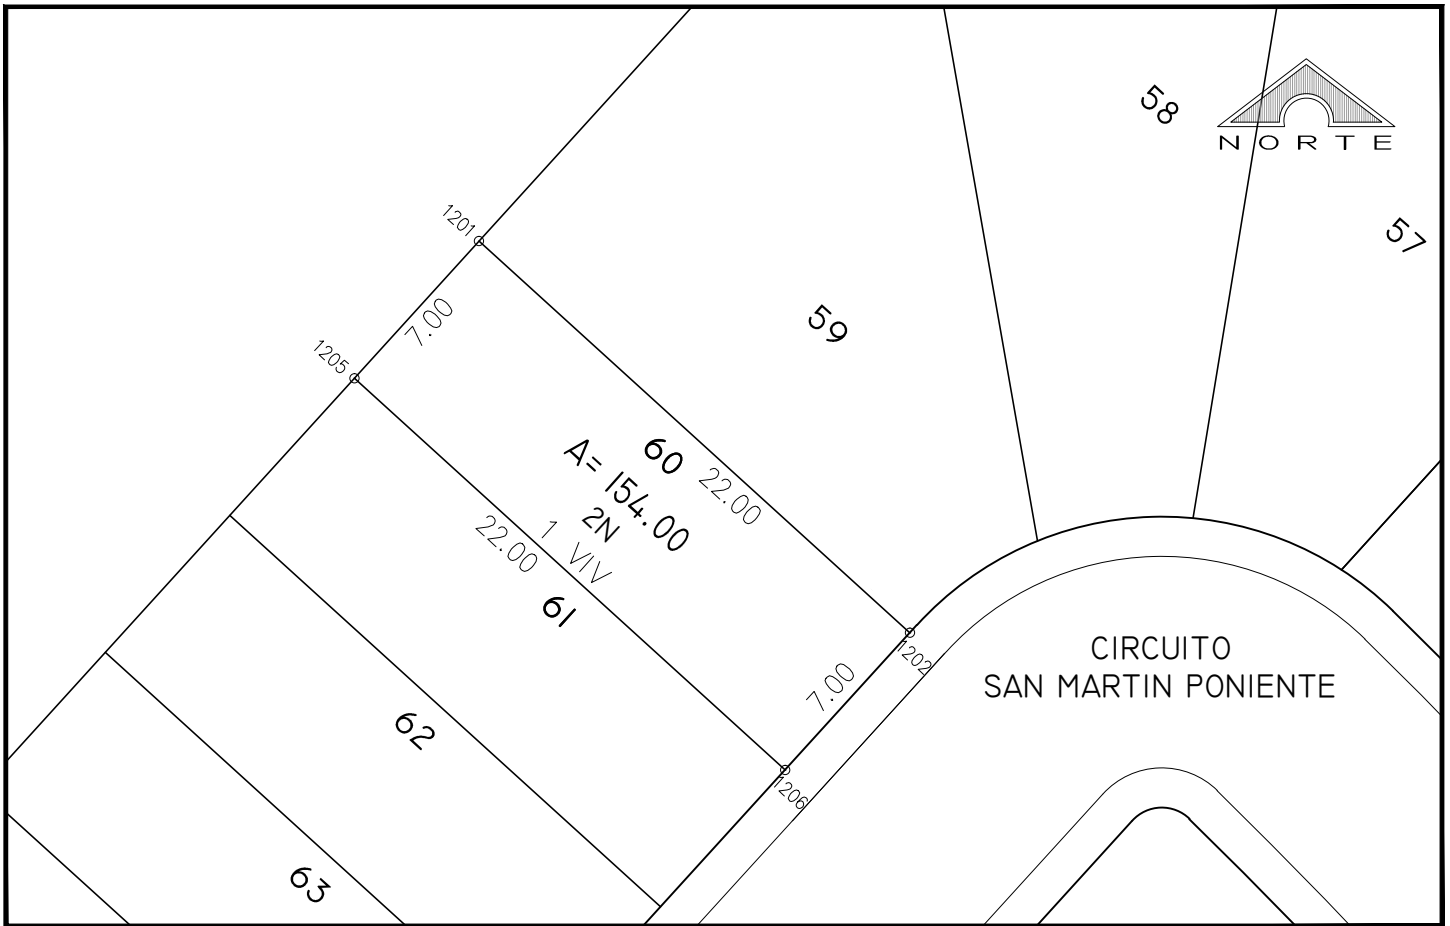 58
NORTE
57
1201
7.00
59
1205
60
22.00
A= 154.00
2N
1 VIV
22.00
61
1202
CIRCUITO
SAN MARTIN PONIENTE
7.00
62
1206
63